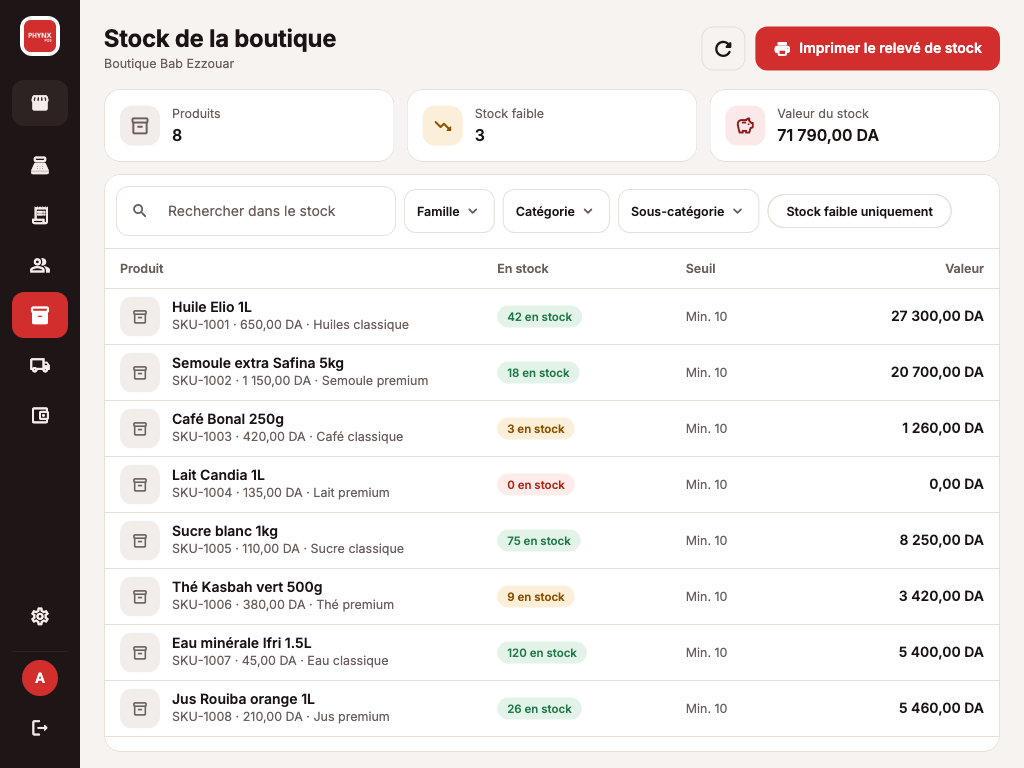 PHYNX
POS
Stock de la boutique
Boutique Bab Ezzouar
Imprimer le relevé de stock
Produits
8
Stock faible
3
Valeur du stock
71 790,00 DA
Rechercher dans le stock
Famille
Catégorie
Sous-catégorie
Stock faible uniquement
Produit En stock Seuil Valeur
Huile Elio 1L
SKU-1001 · 650,00 DA · Huiles classique
42 en stock
Min. 10
27 300,00 DA
Semoule extra Safina 5kg
SKU-1002 · 1 150,00 DA · Semoule premium
18 en stock
Min. 10
20 700,00 DA
Café Bonal 250g
SKU-1003 · 420,00 DA · Café classique
3 en stock
Min. 10
1 260,00 DA
Lait Candia 1L
SKU-1004 · 135,00 DA · Lait premium
0 en stock
Min. 10
0,00 DA
Sucre blanc 1kg
SKU-1005 · 110,00 DA · Sucre classique
75 en stock
Min. 10
8 250,00 DA
Thé Kasbah vert 500g
SKU-1006 · 380,00 DA · Thé premium
9 en stock
Min. 10
3 420,00 DA
Eau minérale Ifri 1.5L
SKU-1007 · 45,00 DA · Eau classique
120 en stock
Min. 10
5 400,00 DA
Jus Rouiba orange 1L
SKU-1008 · 210,00 DA · Jus premium
26 en stock
Min. 10
5 460,00 DA
A